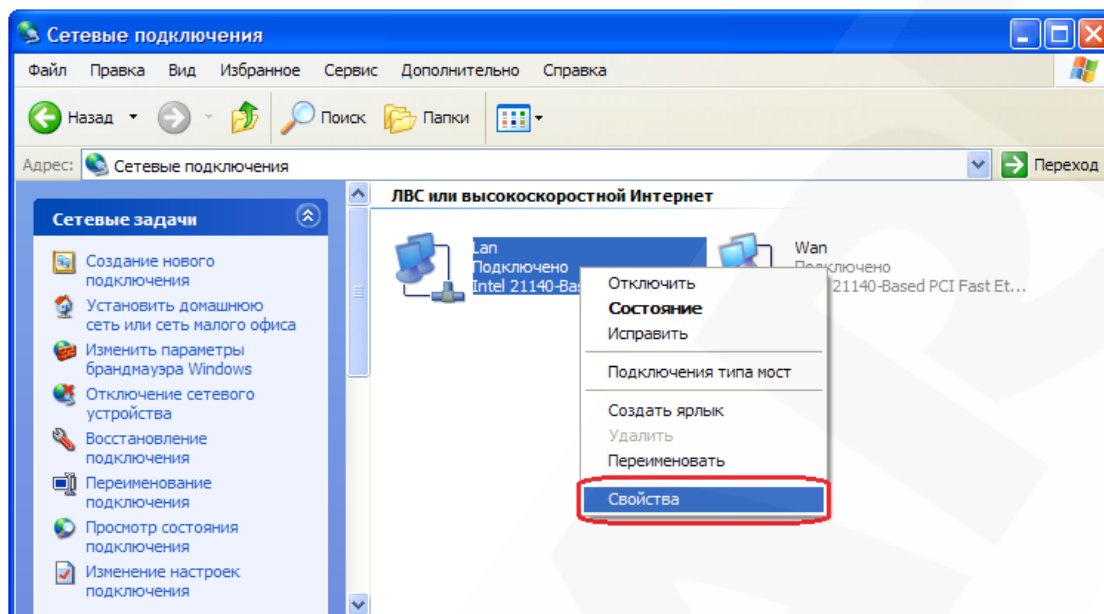 Сетевые подключения
Файл Правка Вид Избранное Сервис Дополнительно Справка
Назад Поиск Папки
Адрес: Сетевые подключения Переход
Сетевые задачи
Создание нового
подключения
Установить домашнюю
сеть или сеть малого офиса
Изменить параметры
брандмауэра Windows
Отключение сетевого
устройства
Восстановление
подключения
Переименование
подключения
Просмотр состояния
подключения
Изменение настроек
подключения
ЛВС или высокоскоростной Интернет
Lan
Подключено
Intel 21140-Bas
Wan
Подключено
21140-Based PCI Fast Et...
Отключить
Состояние
Исправить
Подключения типа мост
Создать ярлык
Удалить
Переименовать
Свойства